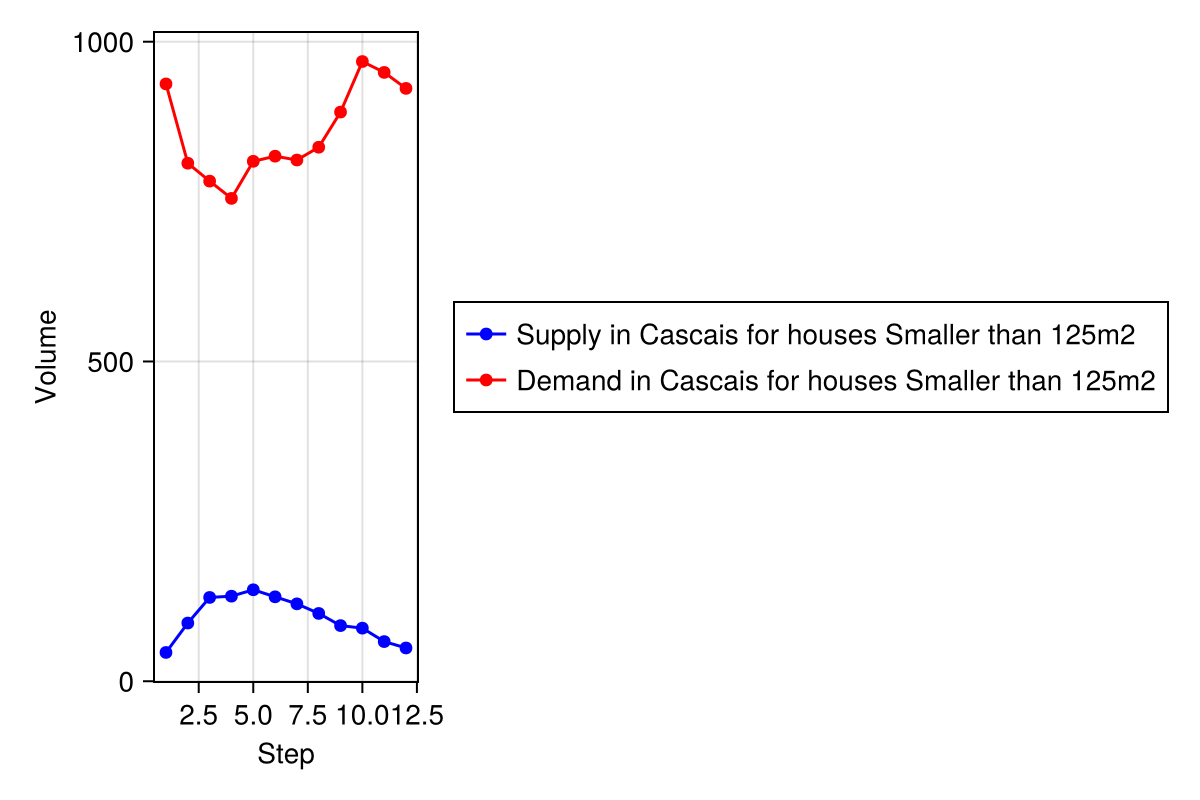 1000
500
0
Volume
2.5 5.0 7.5 10.0 12.5
Step
Supply in Cascais for houses Smaller than 125m2
Demand in Cascais for houses Smaller than 125m2